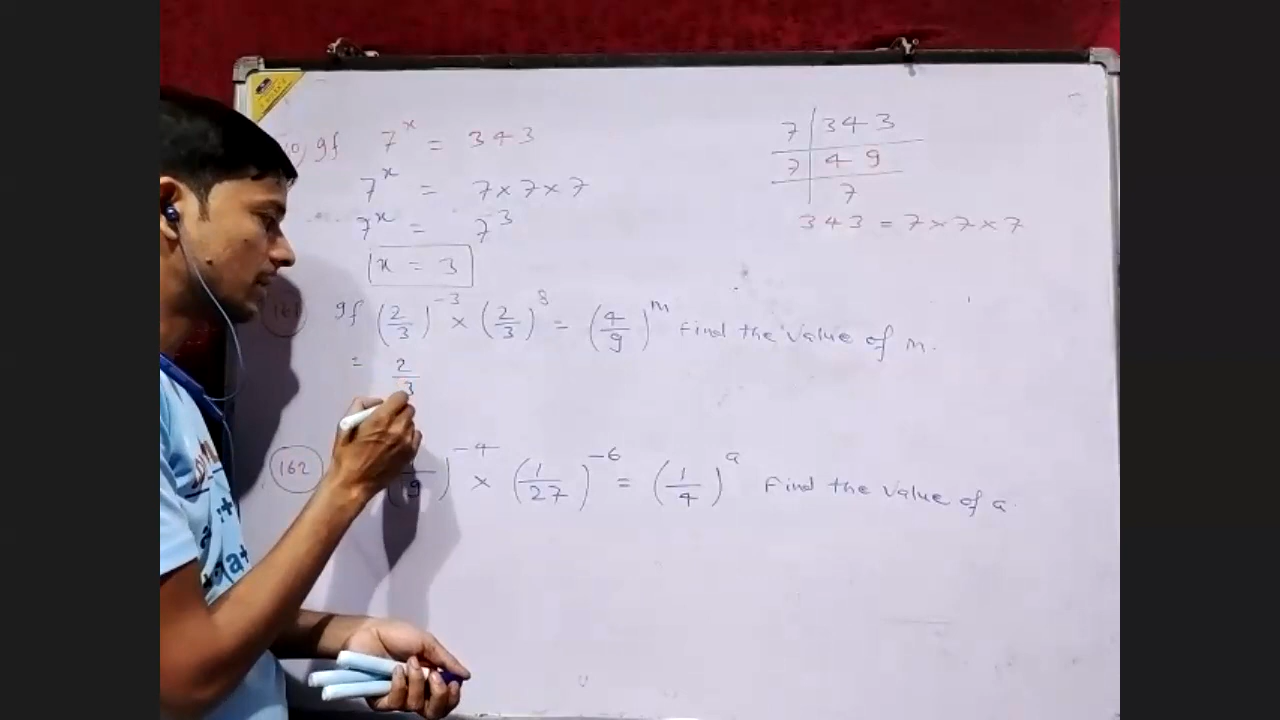 If 7^x = 343
7^x = 7×7×7
7^x = 7^3
x = 3
7 | 343
7 | 49
7
343 = 7×7×7
161 If (2/3)^-3 × (2/3)^8 = (4/9)^m Find the value of m.
= 2/3
162 9)^-4 × (1/27)^-6 = (1/4)^a Find the value of a.